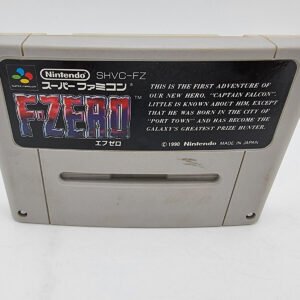 Nintendo SHVC-FZ
スーパーファミコン
F-ZERO
エフゼロ
THIS IS THE FIRST ADVENTURE OF
OUR NEW HERO, "CAPTAIN FALCON".
LITTLE IS KNOWN ABOUT HIM, EXCEPT
THAT HE WAS BORN IN THE CITY OF
"PORT TOWN" AND HAS BECOME THE
GALAXY'S GREATEST PRIZE HUNTER.
© 1990 Nintendo MADE IN JAPAN